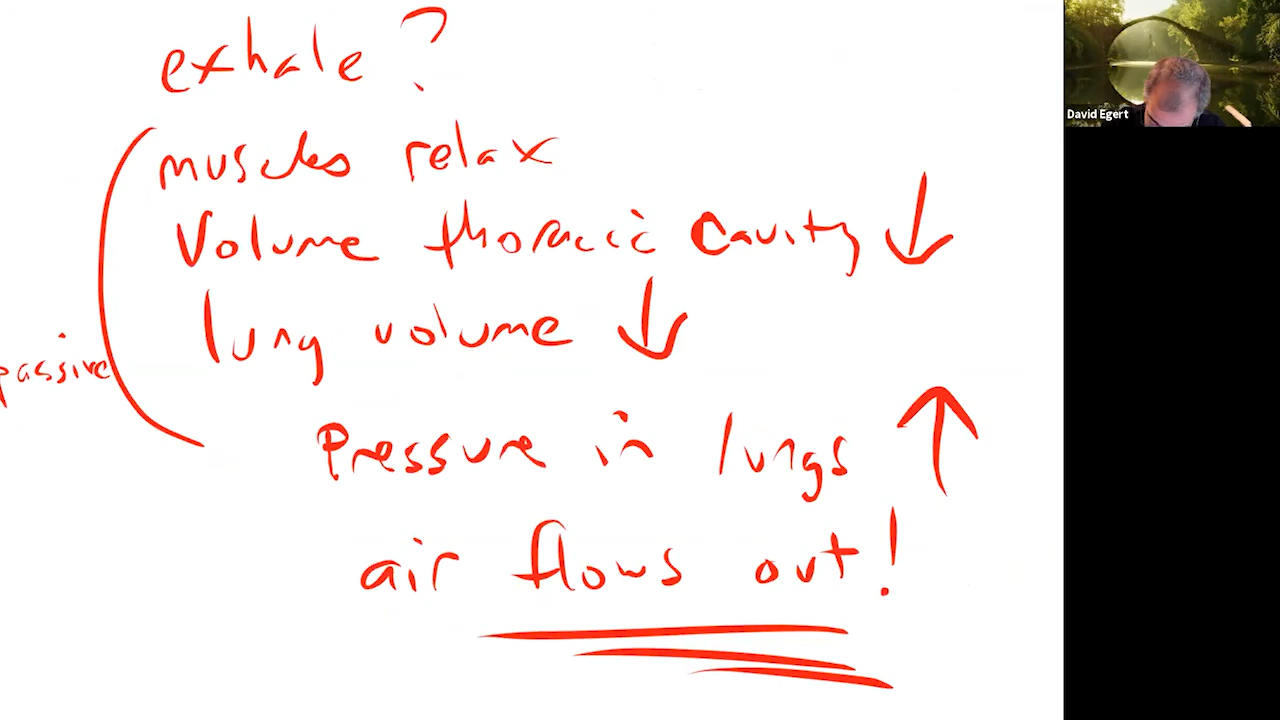 exhale?
muscles relax
Volume thoracic cavity ↓
lung volume ↓
passive
Pressure in lungs ↑
air flows out!
David Egert